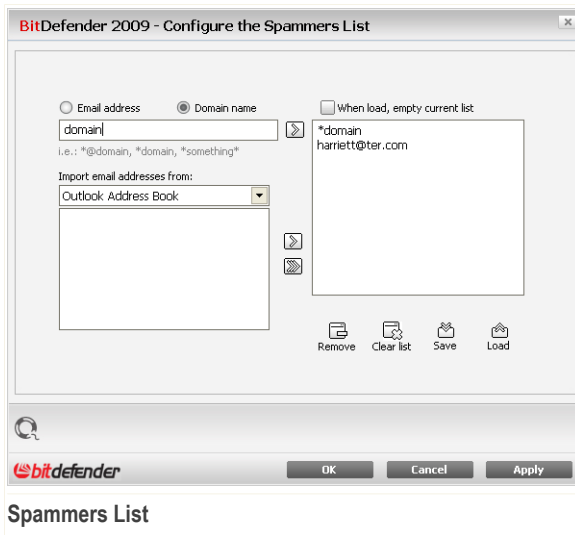 BitDefender 2009 - Configure the Spammers List
Email address
Domain name
domain
i.e.: *@domain, *domain, *something*
Import email addresses from:
Outlook Address Book
When load, empty current list
*domain
harriett@ter.com
Remove
Clear list
Save
Load
bitdefender
OK
Cancel
Apply
Spammers List